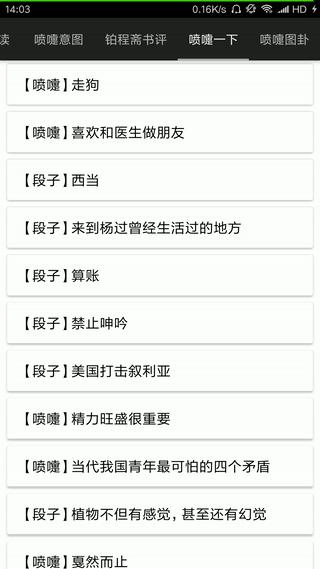 14:03 0.16K/s HD
读 喷嚏意图 铂程斋书评 喷嚏一下 喷嚏图卦
【喷嚏】走狗
【喷嚏】喜欢和医生做朋友
【段子】西当
【段子】来到杨过曾经生活过的地方
【段子】算账
【段子】禁止呻吟
【段子】美国打击叙利亚
【喷嚏】精力旺盛很重要
【喷嚏】当代我国青年最可怕的四个矛盾
【段子】植物不但有感觉，甚至还有幻觉
【喷嚏】戛然而止